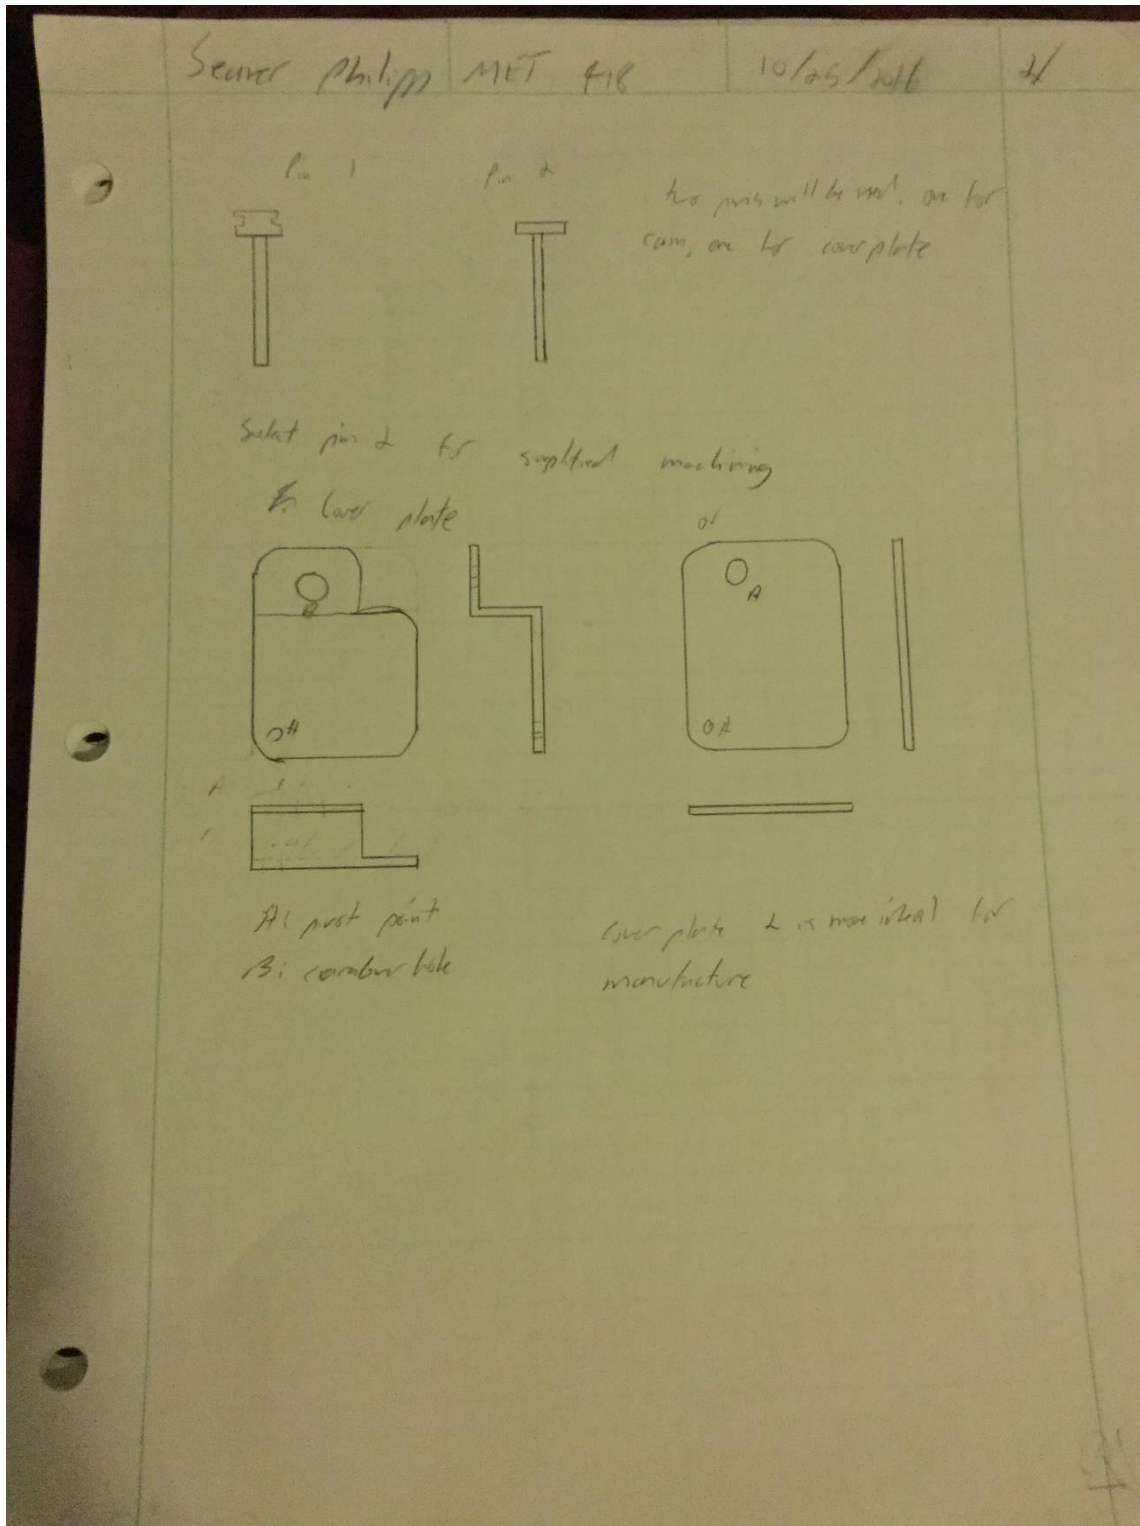 Seaver Philipp MET 418 10/25/2016 2/
Pin 1 Pin 2
two pins will be used, one for
cam, one for cover plate
Select pin 2 for simplified machining
Cover plate
or
A
A
A
A: pivot point
B: hole
Cover plate 2 is more ideal for
manufacture